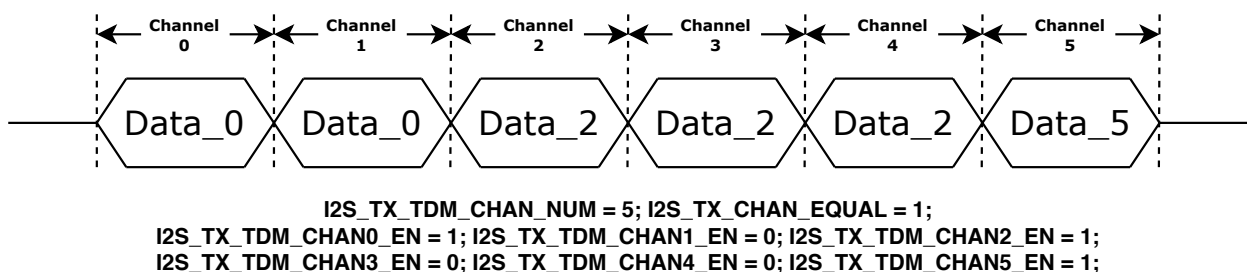 Channel 0
Channel 1
Channel 2
Channel 3
Channel 4
Channel 5
Data_0 Data_0 Data_2 Data_2 Data_2 Data_5
I2S_TX_TDM_CHAN_NUM = 5; I2S_TX_CHAN_EQUAL = 1;
I2S_TX_TDM_CHAN0_EN = 1; I2S_TX_TDM_CHAN1_EN = 0; I2S_TX_TDM_CHAN2_EN = 1;
I2S_TX_TDM_CHAN3_EN = 0; I2S_TX_TDM_CHAN4_EN = 0; I2S_TX_TDM_CHAN5_EN = 1;